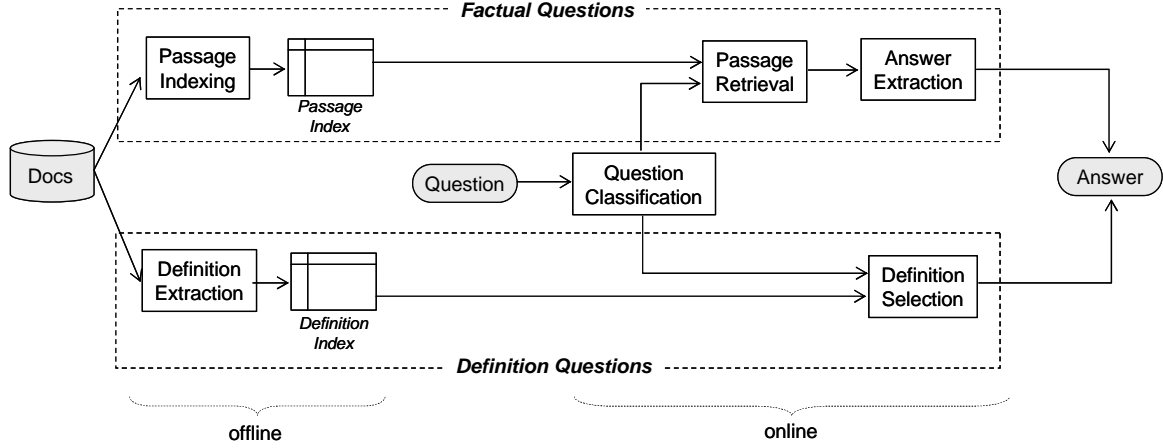 Factual Questions
Passage
Indexing
Passage
Index
Passage
Retrieval
Answer
Extraction
Docs
Question
Question
Classification
Answer
Definition
Extraction
Definition
Index
Definition
Selection
Definition Questions
offline
online